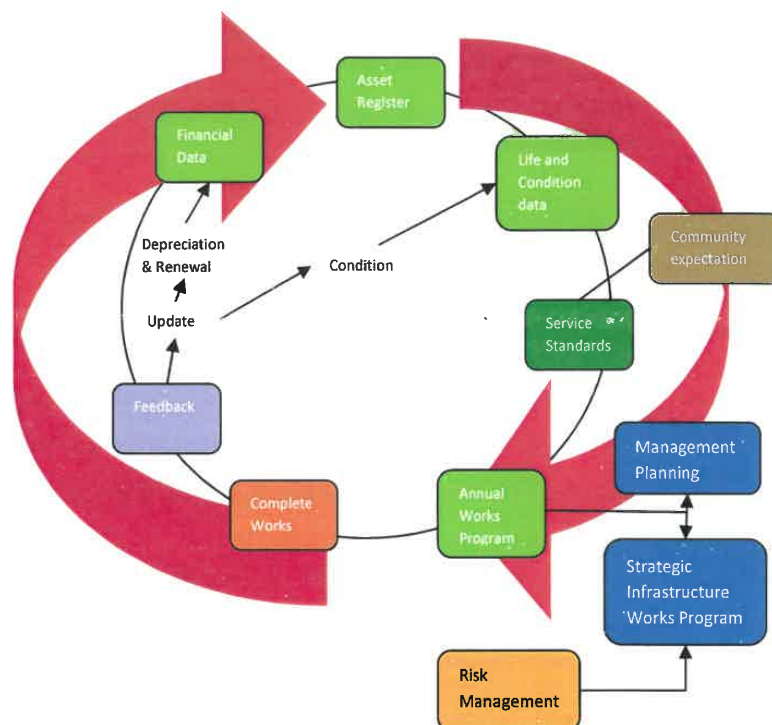 Asset
Register
Financial
Data
Life and
Condition
data
Depreciation
& Renewal
Condition
Community
expectation
Update
Service
Standards
Feedback
Management
Planning
Complete
Works
Annual
Works
Program
Strategic
Infrastructure
Works Program
Risk
Management